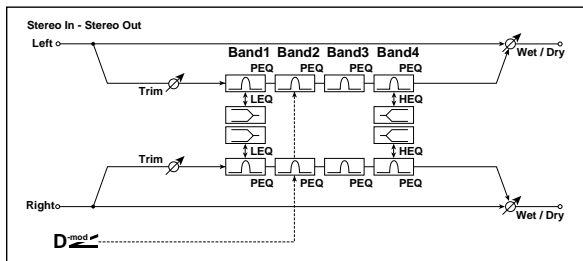 Stereo In - Stereo Out
Left
Band1 Band2 Band3 Band4
Wet / Dry
PEQ PEQ PEQ PEQ
Trim
LEQ HEQ
LEQ HEQ
Trim
PEQ PEQ PEQ PEQ
Right
Wet / Dry
D-mod